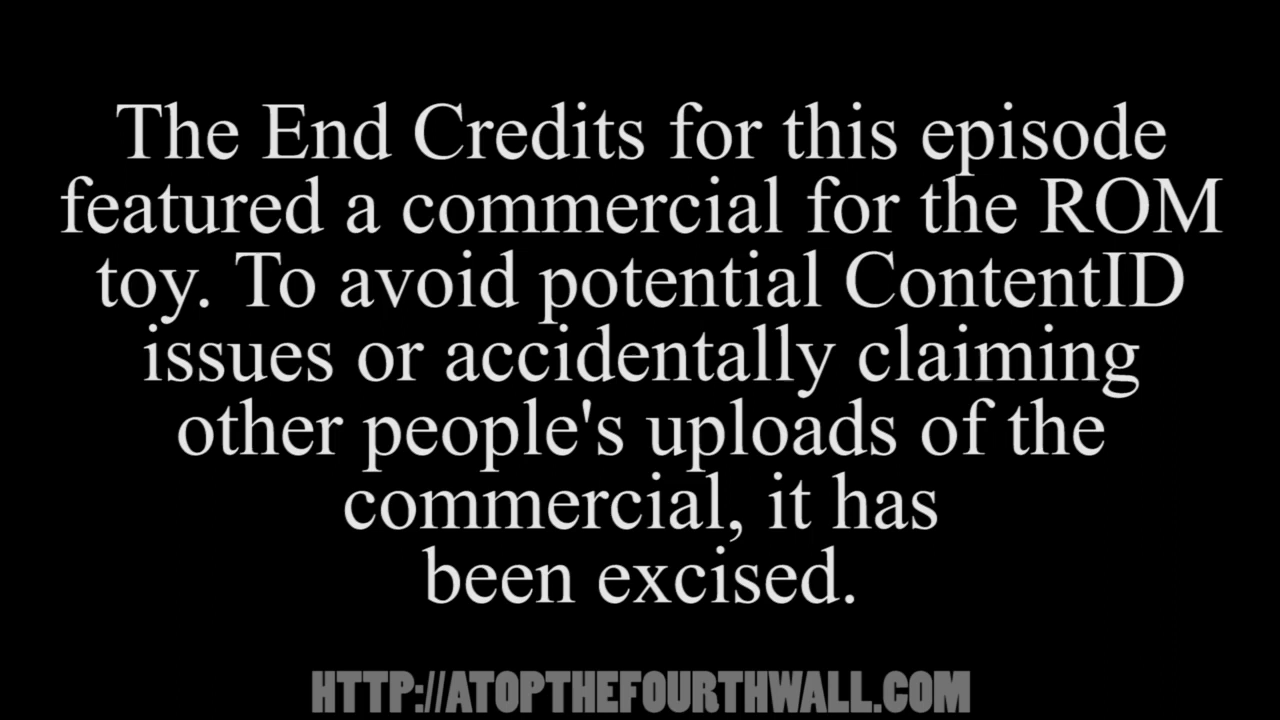 The End Credits for this episode
featured a commercial for the ROM
toy. To avoid potential ContentID
issues or accidentally claiming
other people's uploads of the
commercial, it has
been excised.
HTTP://ATOPTHEFOURTHWALL.COM